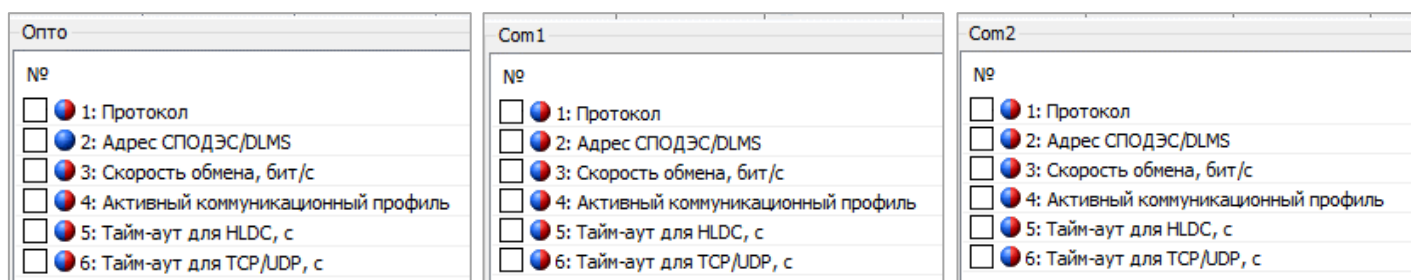 Опто
№
1: Протокол
2: Адрес СПОДЭС/DLMS
3: Скорость обмена, бит/с
4: Активный коммуникационный профиль
5: Тайм-аут для HLDC, с
6: Тайм-аут для TCP/UDP, с
Com1
№
1: Протокол
2: Адрес СПОДЭС/DLMS
3: Скорость обмена, бит/с
4: Активный коммуникационный профиль
5: Тайм-аут для HLDC, с
6: Тайм-аут для TCP/UDP, с
Com2
№
1: Протокол
2: Адрес СПОДЭС/DLMS
3: Скорость обмена, бит/с
4: Активный коммуникационный профиль
5: Тайм-аут для HLDC, с
6: Тайм-аут для TCP/UDP, с